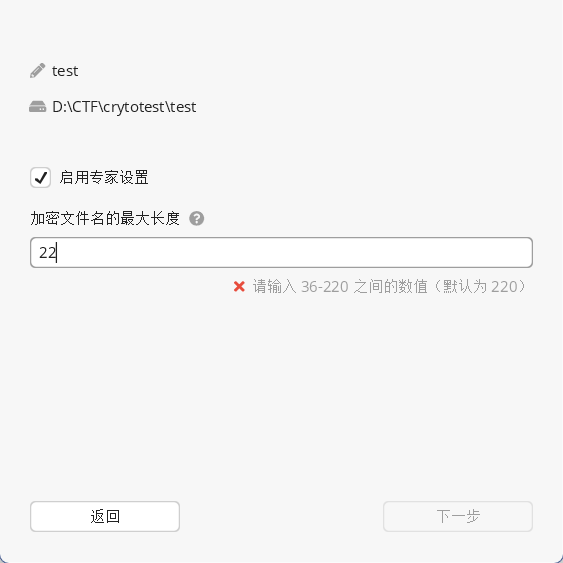 test
D:\CTF\crytotest\test
启用专家设置
加密文件名的最大长度 ?
22
请输入 36-220 之间的数值（默认为 220）
返回
下一步